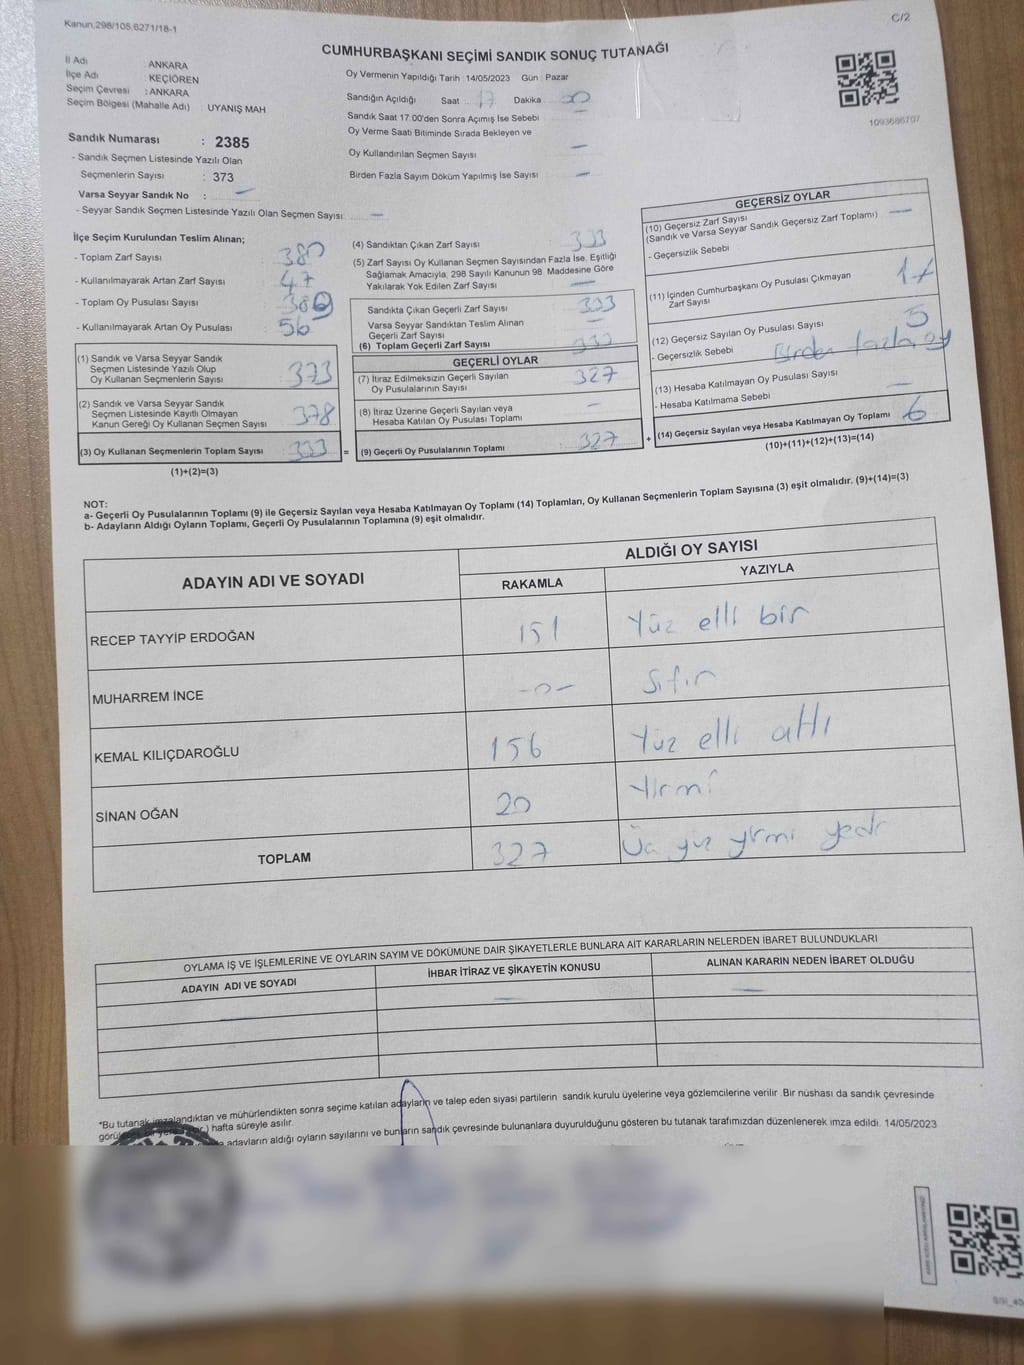 Kanun,298/105,6271/18-1
C/2
CUMHURBAŞKANI SEÇİMİ SANDIK SONUÇ TUTANAĞI
İl Adı : ANKARA
İlçe Adı : KEÇİÖREN
Seçim Çevresi : ANKARA
Seçim Bölgesi (Mahalle Adı) : UYANIŞ MAH
Sandık Numarası : 2385
- Sandık Seçmen Listesinde Yazılı Olan
Seçmenlerin Sayısı : 373
Varsa Seyyar Sandık No : —
- Seyyar Sandık Seçmen Listesinde Yazılı Olan Seçmen Sayısı: —
Oy Vermenin Yapıldığı Tarih : 14/05/2023 Gün : Pazar
Sandığın Açıldığı Saat 17 Dakika 00
Sandık Saat 17.00'den Sonra Açımış İse Sebebi —
Oy Verme Saati Bitiminde Sırada Bekleyen ve
Oy Kullandırılan Seçmen Sayısı —
Birden Fazla Sayım Döküm Yapılmış İse Sayısı —
1093686707
İlçe Seçim Kurulundan Teslim Alınan;
- Toplam Zarf Sayısı 380
- Kullanılmayarak Artan Zarf Sayısı 47
- Toplam Oy Pusulası Sayısı
- Kullanılmayarak Artan Oy Pusulası 56
(1) Sandık ve Varsa Seyyar Sandık
Seçmen Listesinde Yazılı Olup
Oy Kullanan Seçmenlerin Sayısı 373
(2) Sandık ve Varsa Seyyar Sandık
Seçmen Listesinde Kayıtlı Olmayan
Kanun Gereği Oy Kullanan Seçmen Sayısı 378
(3) Oy Kullanan Seçmenlerin Toplam Sayısı 333 =
(1)+(2)=(3)
(4) Sandıktan Çıkan Zarf Sayısı 333
(5) Zarf Sayısı Oy Kullanan Seçmen Sayısından Fazla İse, Eşitliği
Sağlamak Amacıyla, 298 Sayılı Kanunun 98. Maddesine Göre
Yakılarak Yok Edilen Zarf Sayısı —
Sandıkta Çıkan Geçerli Zarf Sayısı 333
Varsa Seyyar Sandıktan Teslim Alınan
Geçerli Zarf Sayısı —
(6) Toplam Geçerli Zarf Sayısı 333
GEÇERLİ OYLAR
(7) İtiraz Edilmeksizin Geçerli Sayılan
Oy Pusulalarının Sayısı 327
(8) İtiraz Üzerine Geçerli Sayılan veya
Hesaba Katılan Oy Pusulası Toplamı —
(9) Geçerli Oy Pusulalarının Toplamı 327 +
GEÇERSİZ OYLAR
(10) Geçersiz Zarf Sayısı
(Sandık ve Varsa Seyyar Sandık Geçersiz Zarf Toplamı) —
- Geçersizlik Sebebi
(11) İçinden Cumhurbaşkanı Oy Pusulası Çıkmayan
Zarf Sayısı
(12) Geçersiz Sayılan Oy Pusulası Sayısı 5
- Geçersizlik Sebebi Birden fazla oy
(13) Hesaba Katılmayan Oy Pusulası Sayısı
- Hesaba Katılmama Sebebi —
(14) Geçersiz Sayılan veya Hesaba Katılmayan Oy Toplamı 6
(10)+(11)+(12)+(13)=(14)
NOT:
a- Geçerli Oy Pusulalarının Toplamı (9) ile Geçersiz Sayılan veya Hesaba Katılmayan Oy Toplamı (14) Toplamları, Oy Kullanan Seçmenlerin Toplam Sayısına (3) eşit olmalıdır. (9)+(14)=(3)
b- Adayların Aldığı Oyların Toplamı, Geçerli Oy Pusulalarının Toplamına (9) eşit olmalıdır.
ADAYIN ADI VE SOYADI
ALDIĞI OY SAYISI
RAKAMLA YAZIYLA
RECEP TAYYİP ERDOĞAN 151 Yüz elli bir
MUHARREM İNCE -0- Sıfır
KEMAL KILIÇDAROĞLU 156 Yüz elli altı
SİNAN OĞAN 20 Yirmi
TOPLAM 327 Üç yüz yirmi yedi
OYLAMA İŞ VE İŞLEMLERİNE VE OYLARIN SAYIM VE DÖKÜMÜNE DAİR ŞİKAYETLERLE BUNLARA AİT KARARLARIN NELERDEN İBARET BULUNDUKLARI
ADAYIN ADI VE SOYADI İHBAR İTİRAZ VE ŞİKAYETİN KONUSU ALINAN KARARIN NEDEN İBARET OLDUĞU
— — —
*Bu tutanak imzalandıktan ve mühürlendikten sonra seçime katılan adayların ve talep eden siyasi partilerin sandık kurulu üyelerine veya gözlemcilerine verilir. Bir nüshası da sandık çevresinde
hafta süreyle asılır.
adayların aldığı oyların sayılarını ve bunların sandık çevresinde bulunanlara duyurulduğunu gösteren bu tutanak tarafımızdan düzenlenerek imza edildi. 14/05/2023